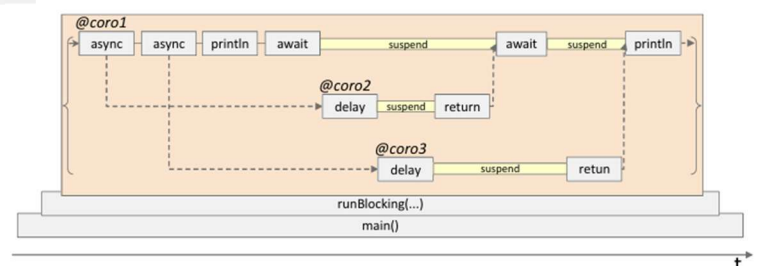 @coro1
async async println await suspend await suspend println
@coro2
delay suspend return
@coro3
delay suspend retun
runBlocking(...)
main()
t